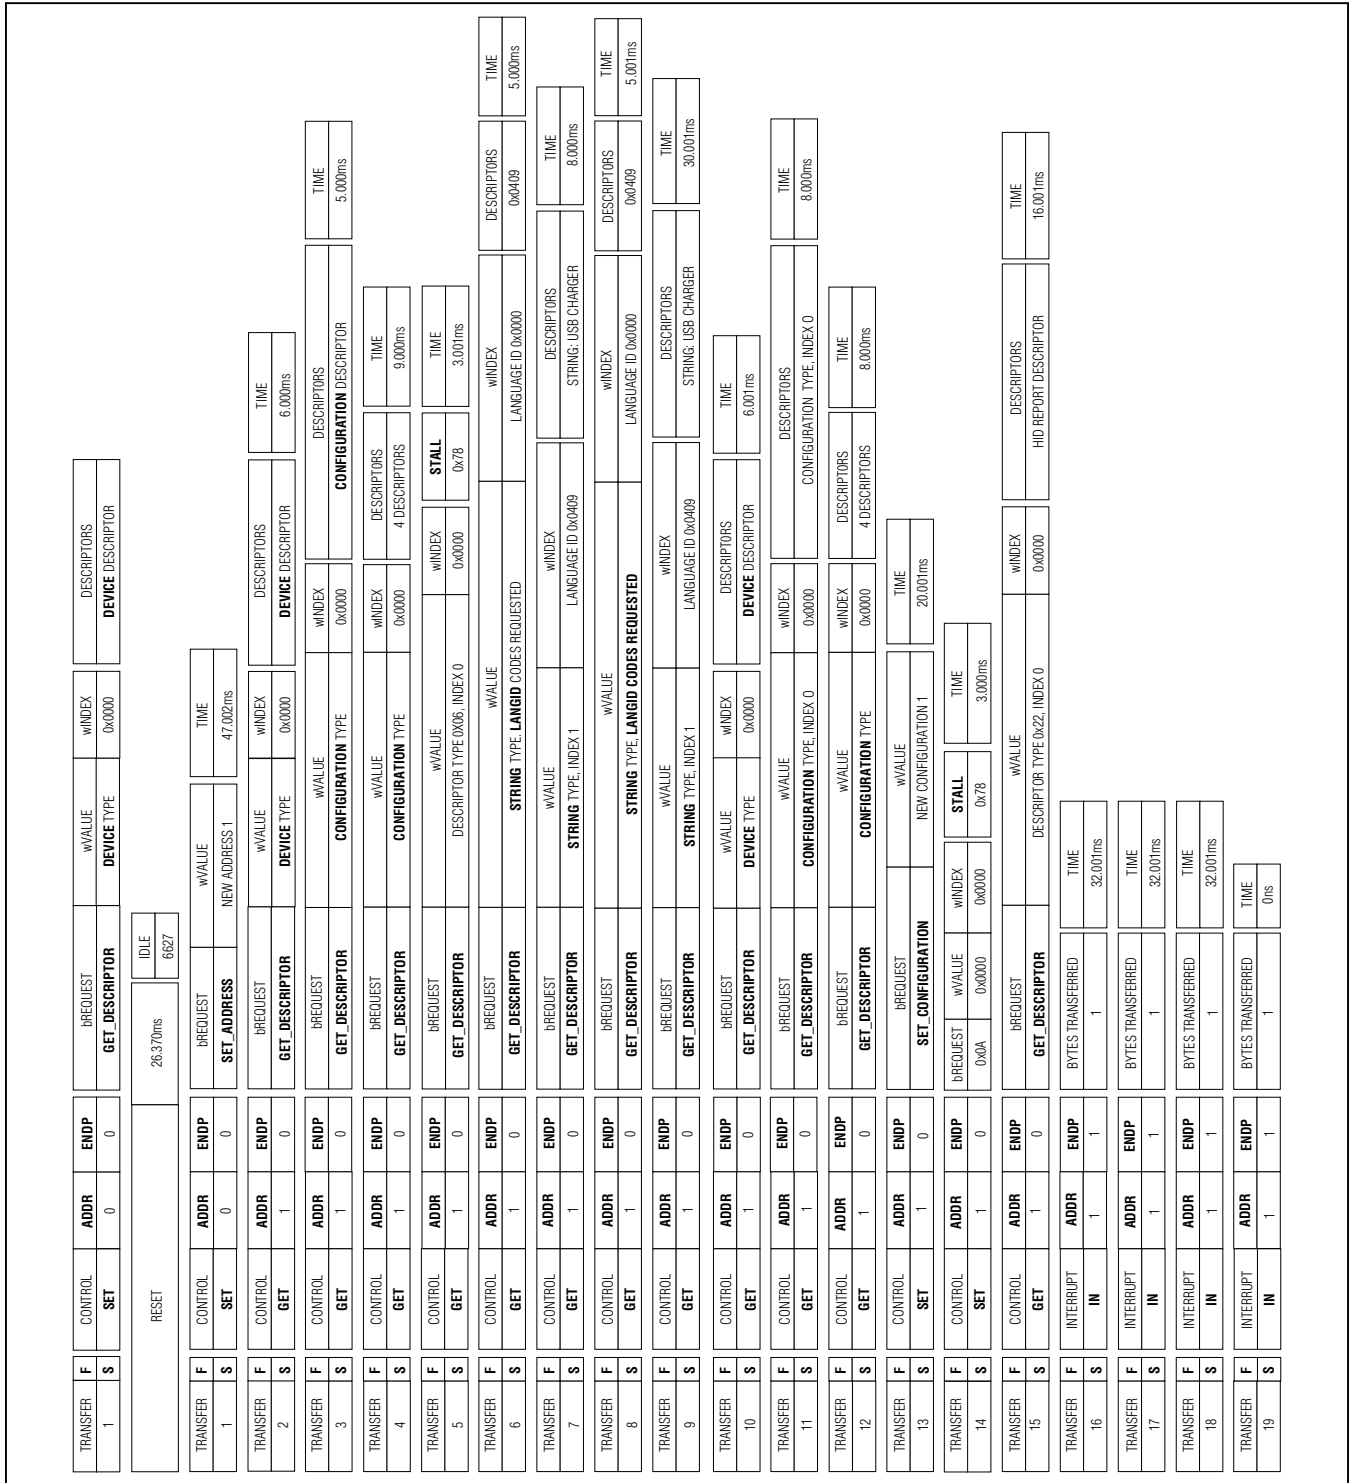 TRANSFER F CONTROL ADDR ENDP bREQUEST wVALUE wINDEX DESCRIPTORS
1 S SET 0 0 GET_DESCRIPTOR DEVICE TYPE 0x0000 DEVICE DESCRIPTOR
RESET 26.370ms IDLE
6627
TRANSFER F CONTROL ADDR ENDP bREQUEST wVALUE TIME
1 S SET 0 0 SET_ADDRESS NEW ADDRESS 1 47.002ms
TRANSFER F CONTROL ADDR ENDP bREQUEST wVALUE wINDEX DESCRIPTORS TIME
2 S GET 1 0 GET_DESCRIPTOR DEVICE TYPE 0x0000 DEVICE DESCRIPTOR 6.000ms
TRANSFER F CONTROL ADDR ENDP bREQUEST wVALUE wINDEX DESCRIPTORS TIME
3 S GET 1 0 GET_DESCRIPTOR CONFIGURATION TYPE 0x0000 CONFIGURATION DESCRIPTOR 5.000ms
TRANSFER F CONTROL ADDR ENDP bREQUEST wVALUE wINDEX DESCRIPTORS TIME
4 S GET 1 0 GET_DESCRIPTOR CONFIGURATION TYPE 0x0000 4 DESCRIPTORS 9.000ms
TRANSFER F CONTROL ADDR ENDP bREQUEST wVALUE wINDEX STALL TIME
5 S GET 1 0 GET_DESCRIPTOR DESCRIPTOR TYPE 0X06, INDEX 0 0x0000 0x78 3.001ms
TRANSFER F CONTROL ADDR ENDP bREQUEST wVALUE wINDEX DESCRIPTORS TIME
6 S GET 1 0 GET_DESCRIPTOR STRING TYPE. LANGID CODES REQUESTED LANGUAGE ID 0x0000 0x0409 5.000ms
TRANSFER F CONTROL ADDR ENDP bREQUEST wVALUE wINDEX DESCRIPTORS TIME
7 S GET 1 0 GET_DESCRIPTOR STRING TYPE, INDEX 1 LANGUAGE ID 0x0409 STRING: USB CHARGER 8.000ms
TRANSFER F CONTROL ADDR ENDP bREQUEST wVALUE wINDEX DESCRIPTORS TIME
8 S GET 1 0 GET_DESCRIPTOR STRING TYPE, LANGID CODES REQUESTED LANGUAGE ID 0x0000 0x0409 5.001ms
TRANSFER F CONTROL ADDR ENDP bREQUEST wVALUE wINDEX DESCRIPTORS TIME
9 S GET 1 0 GET_DESCRIPTOR STRING TYPE, INDEX 1 LANGUAGE ID 0x0409 STRING: USB CHARGER 30.001ms
TRANSFER F CONTROL ADDR ENDP bREQUEST wVALUE wINDEX DESCRIPTORS TIME
10 S GET 1 0 GET_DESCRIPTOR DEVICE TYPE 0x0000 DEVICE DESCRIPTOR 6.001ms
TRANSFER F CONTROL ADDR ENDP bREQUEST wVALUE wINDEX DESCRIPTORS TIME
11 S GET 1 0 GET_DESCRIPTOR CONFIGURATION TYPE, INDEX 0 0x0000 CONFIGURATION TYPE, INDEX 0 8.000ms
TRANSFER F CONTROL ADDR ENDP bREQUEST wVALUE wINDEX DESCRIPTORS TIME
12 S GET 1 0 GET_DESCRIPTOR CONFIGURATION TYPE 0x0000 4 DESCRIPTORS 8.000ms
TRANSFER F CONTROL ADDR ENDP bREQUEST wVALUE TIME
13 S SET 1 0 SET_CONFIGURATION NEW CONFIGURATION 1 20.001ms
TRANSFER F CONTROL ADDR ENDP bREQUEST wVALUE wINDEX STALL TIME
14 S SET 1 0 0x0A 0x0000 0x0000 0x78 3.000ms
TRANSFER F CONTROL ADDR ENDP bREQUEST wVALUE wINDEX DESCRIPTORS TIME
15 S GET 1 0 GET_DESCRIPTOR DESCRIPTOR TYPE 0x22, INDEX 0 0x0000 HID REPORT DESCRIPTOR 16.001ms
TRANSFER F INTERRUPT ADDR ENDP BYTES TRANSFERRED TIME
16 S IN 1 1 1 32.001ms
TRANSFER F INTERRUPT ADDR ENDP BYTES TRANSFERRED TIME
17 S IN 1 1 1 32.001ms
TRANSFER F INTERRUPT ADDR ENDP BYTES TRANSFERRED TIME
18 S IN 1 1 1 32.001ms
TRANSFER F INTERRUPT ADDR ENDP BYTES TRANSFERRED TIME
19 S IN 1 1 1 0ns